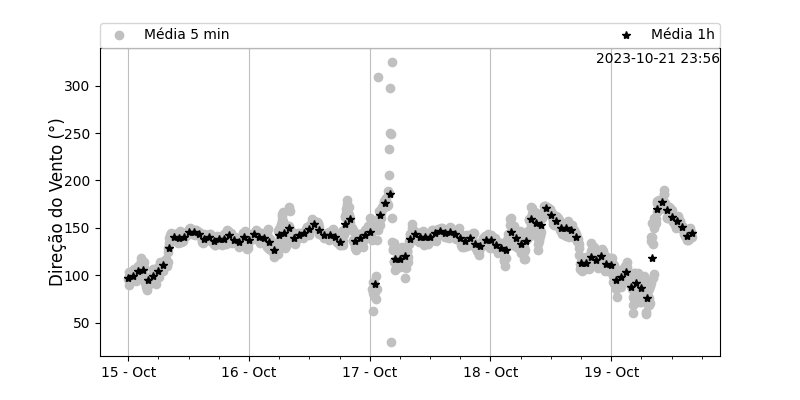 Média 5 min
Média 1h
2023-10-21 23:56
Direção do Vento (°)
300
250
200
150
100
50
15 - Oct
16 - Oct
17 - Oct
18 - Oct
19 - Oct